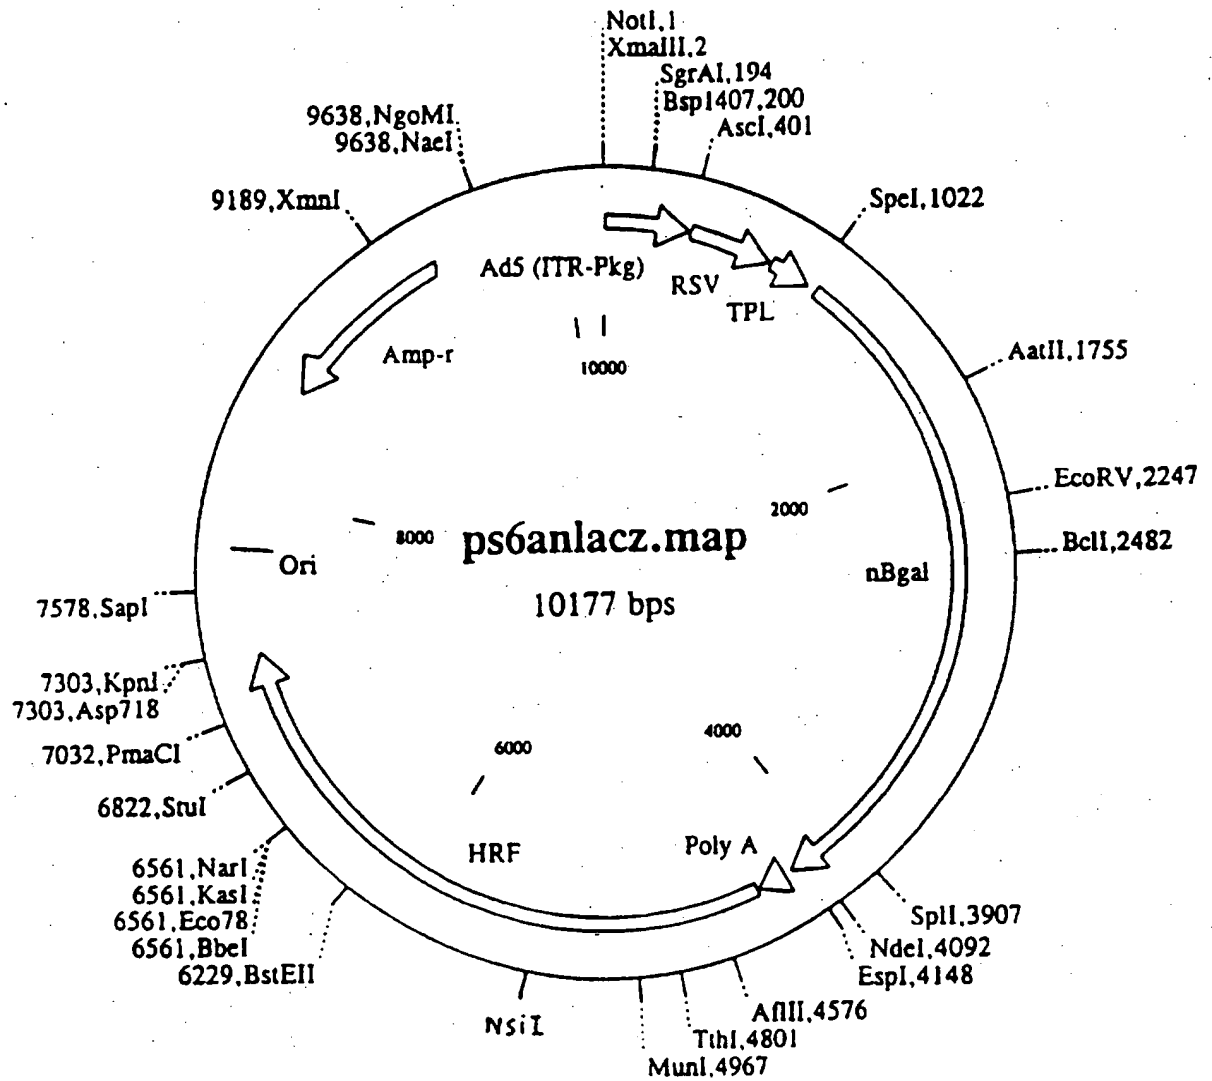 NotI,1
XmaIII,2
SgrAI,194
Bsp1407,200
AscI,401
SpeI,1022
AatII,1755
EcoRV,2247
BclI,2482
SplI,3907
NdeI,4092
EspI,4148
AflII,4576
TthI,4801
MunI,4967
NsiI
6229,BstEII
6561,BbeI
6561,Eco78
6561,KasI
6561,NarI
6822,StuI
7032,PmaCI
7303,Asp718
7303,KpnI
7578,SapI
9189,XmnI
9638,NaeI
9638,NgoMI
Ad5 (ITR-Pkg)
RSV
TPL
nBgal
Poly A
HRF
Ori
Amp-r
10000
2000
4000
6000
8000
ps6anlacz.map
10177 bps